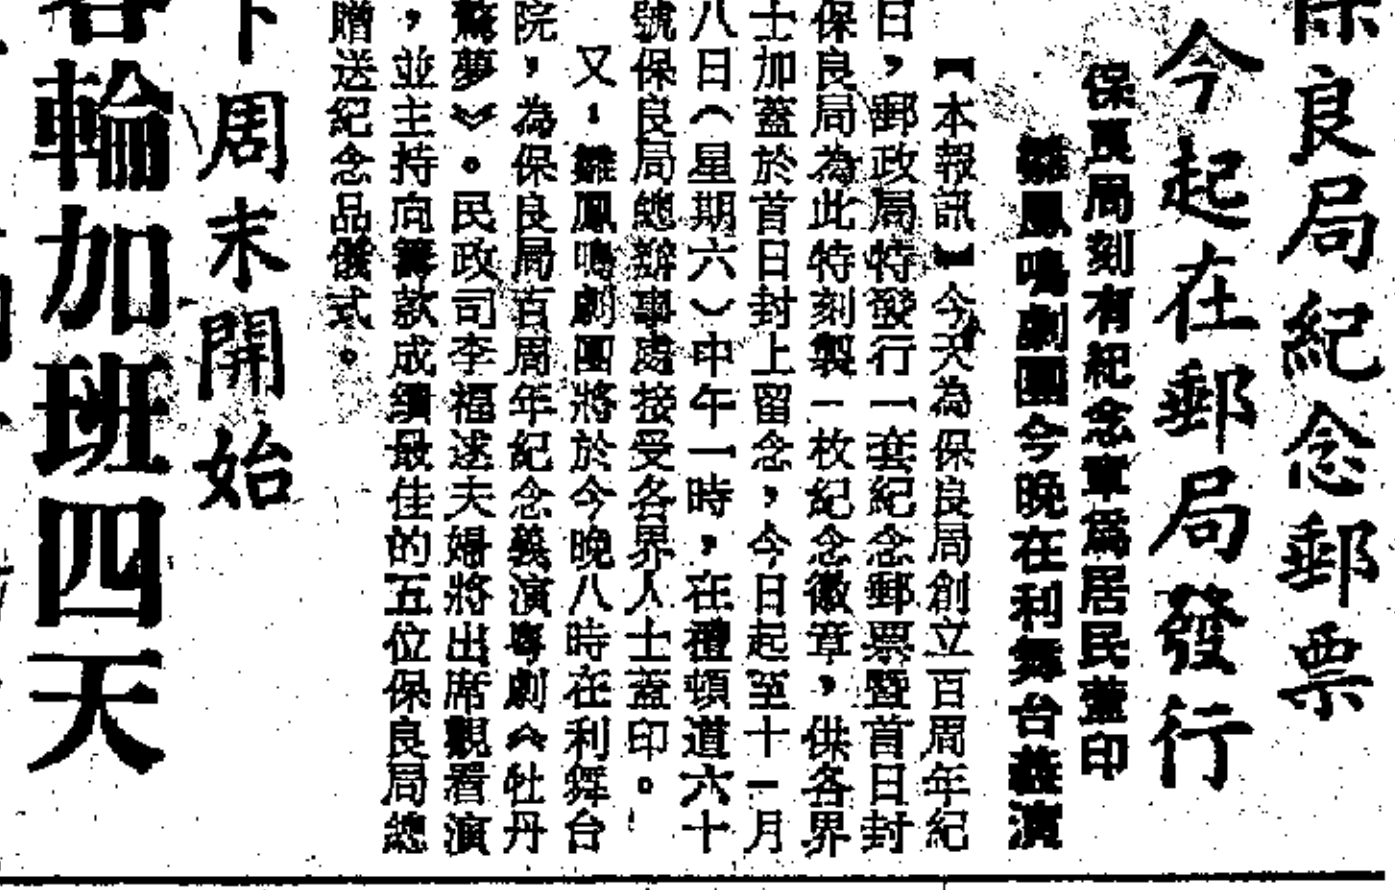 保良局紀念郵票
今起在郵局發行
保良局刻有紀念章爲居民蓋印
雛鳳鳴劇團今晚在利舞台義演
【本報訊】今天為保良局創立百周年紀
日，郵政局特發行一套紀念郵票暨首日封
保良局為此特刻製一枚紀念徽章，供各界
士加蓋於首日封上留念，今日起至十一月
八日（星期六）中午一時，在禮頓道六十
號保良局總辦事處接受各界人士蓋印。
又：雛鳳鳴劇團將於今晚八時在利舞台
院，為保良局百周年紀念義演粵劇《牡丹
驚夢》。民政司李福逑夫婦將出席觀看演
，並主持向籌款成績最佳的五位保良局總
贈送紀念品儀式。
下周末開始
客輪加班四天